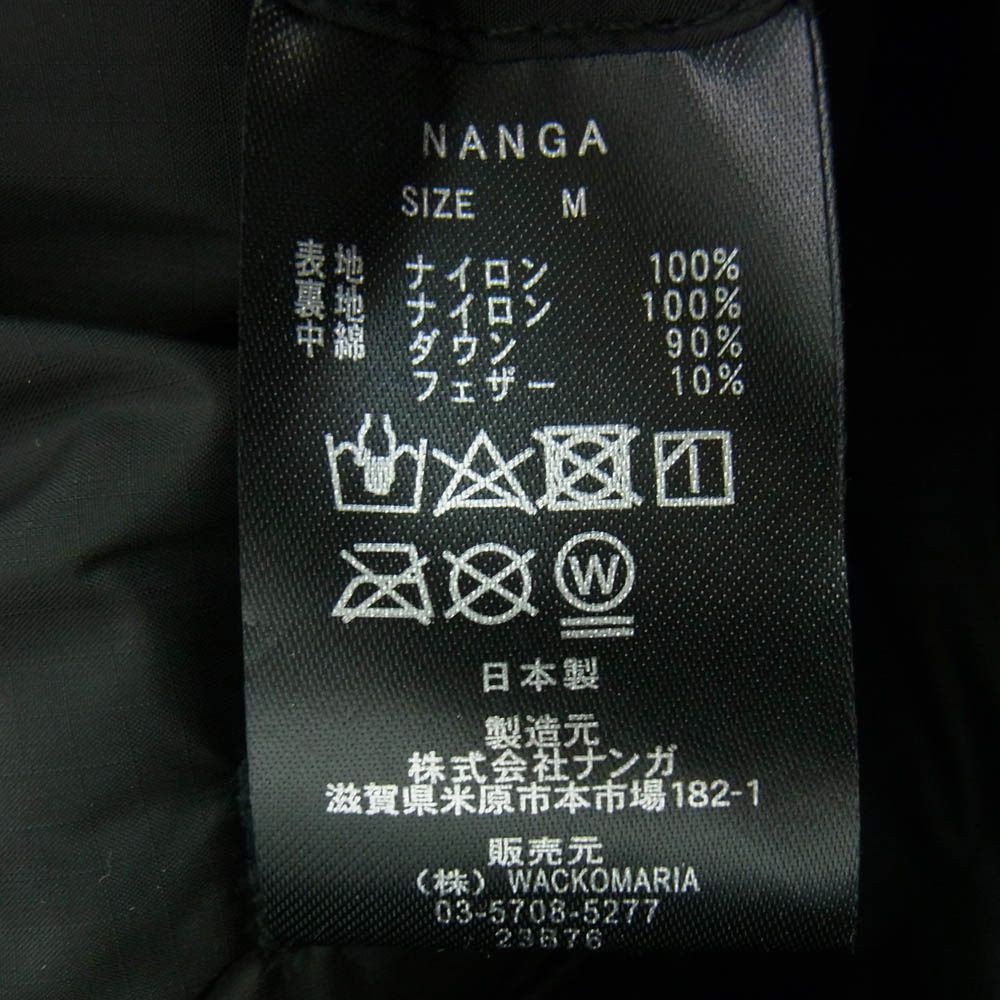 NANGA
SIZE M
表地 ナイロン 100%
裏地 ナイロン 100%
中綿 ダウン 90%
フェザー 10%
W
日本製
製造元
株式会社ナンガ
滋賀県米原市本市場182-1
販売元
(株) WACKOMARIA
03-5708-5277
23B76